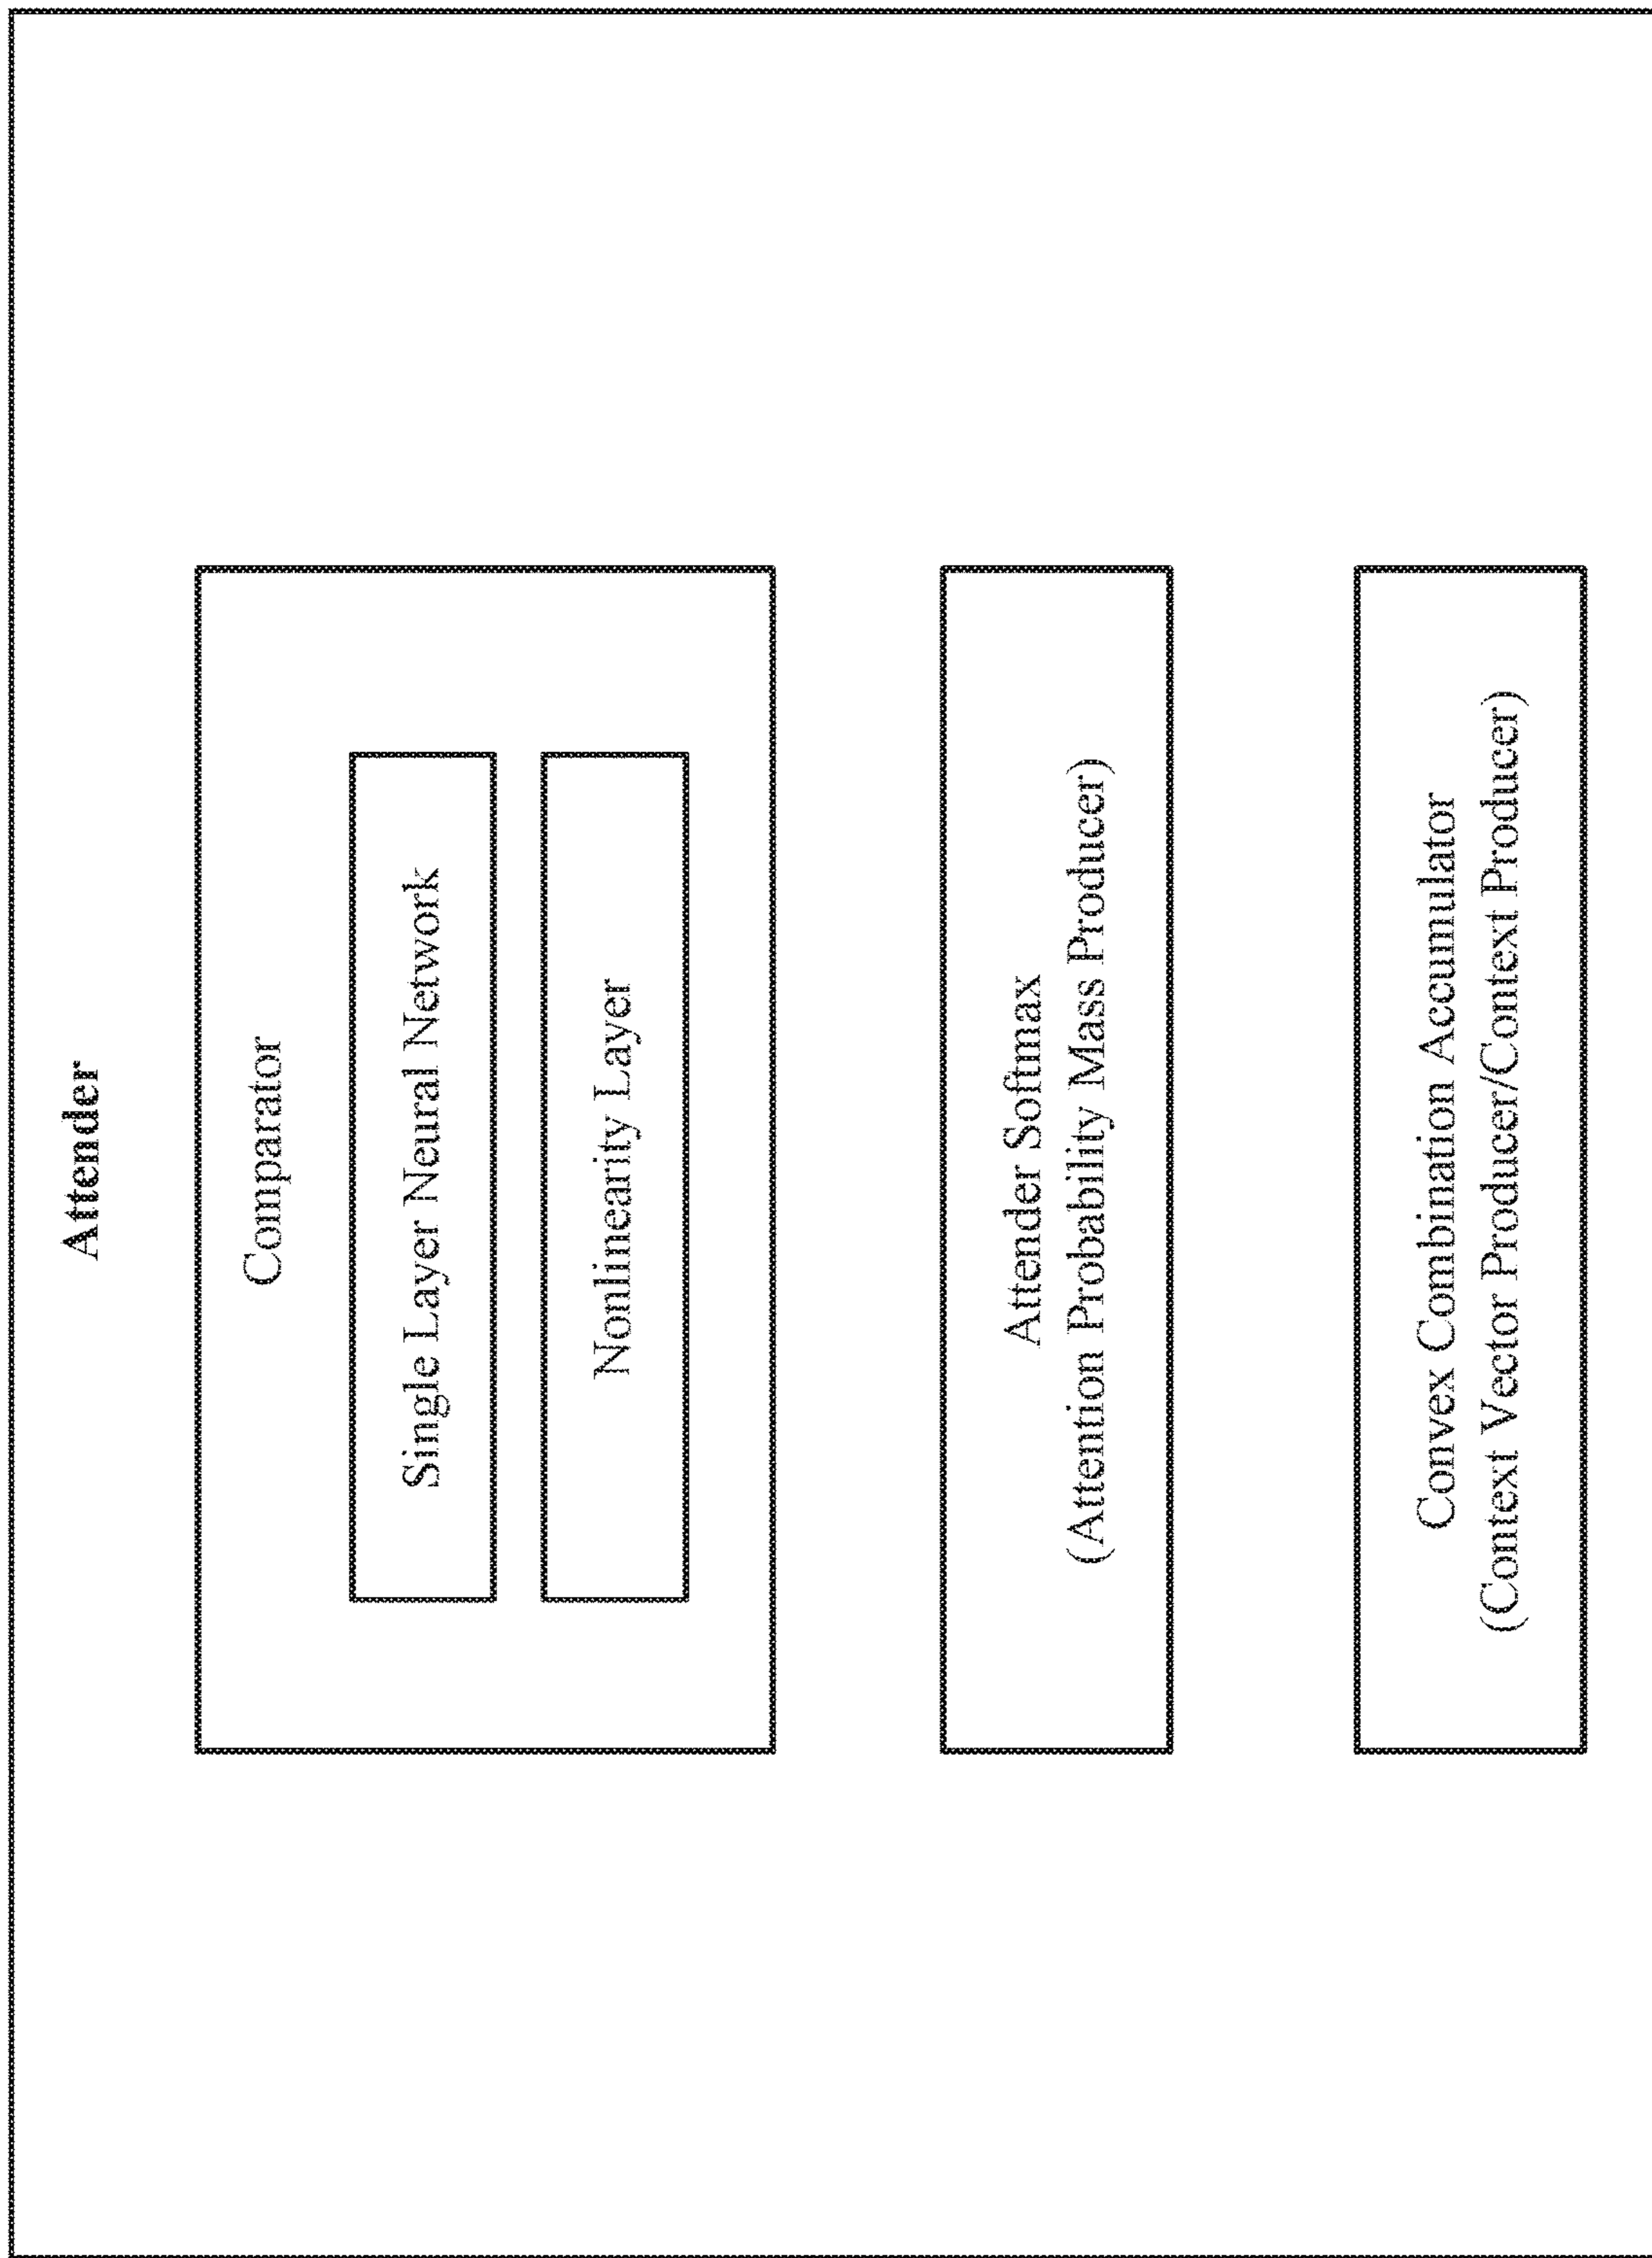 Attender
Comparator
Single Layer Neural Network
Nonlinearity Layer
Attender Softmax
(Attention Probability Mass Producer)
Convex Combination Accumulator
(Context Vector Producer/Context Producer)